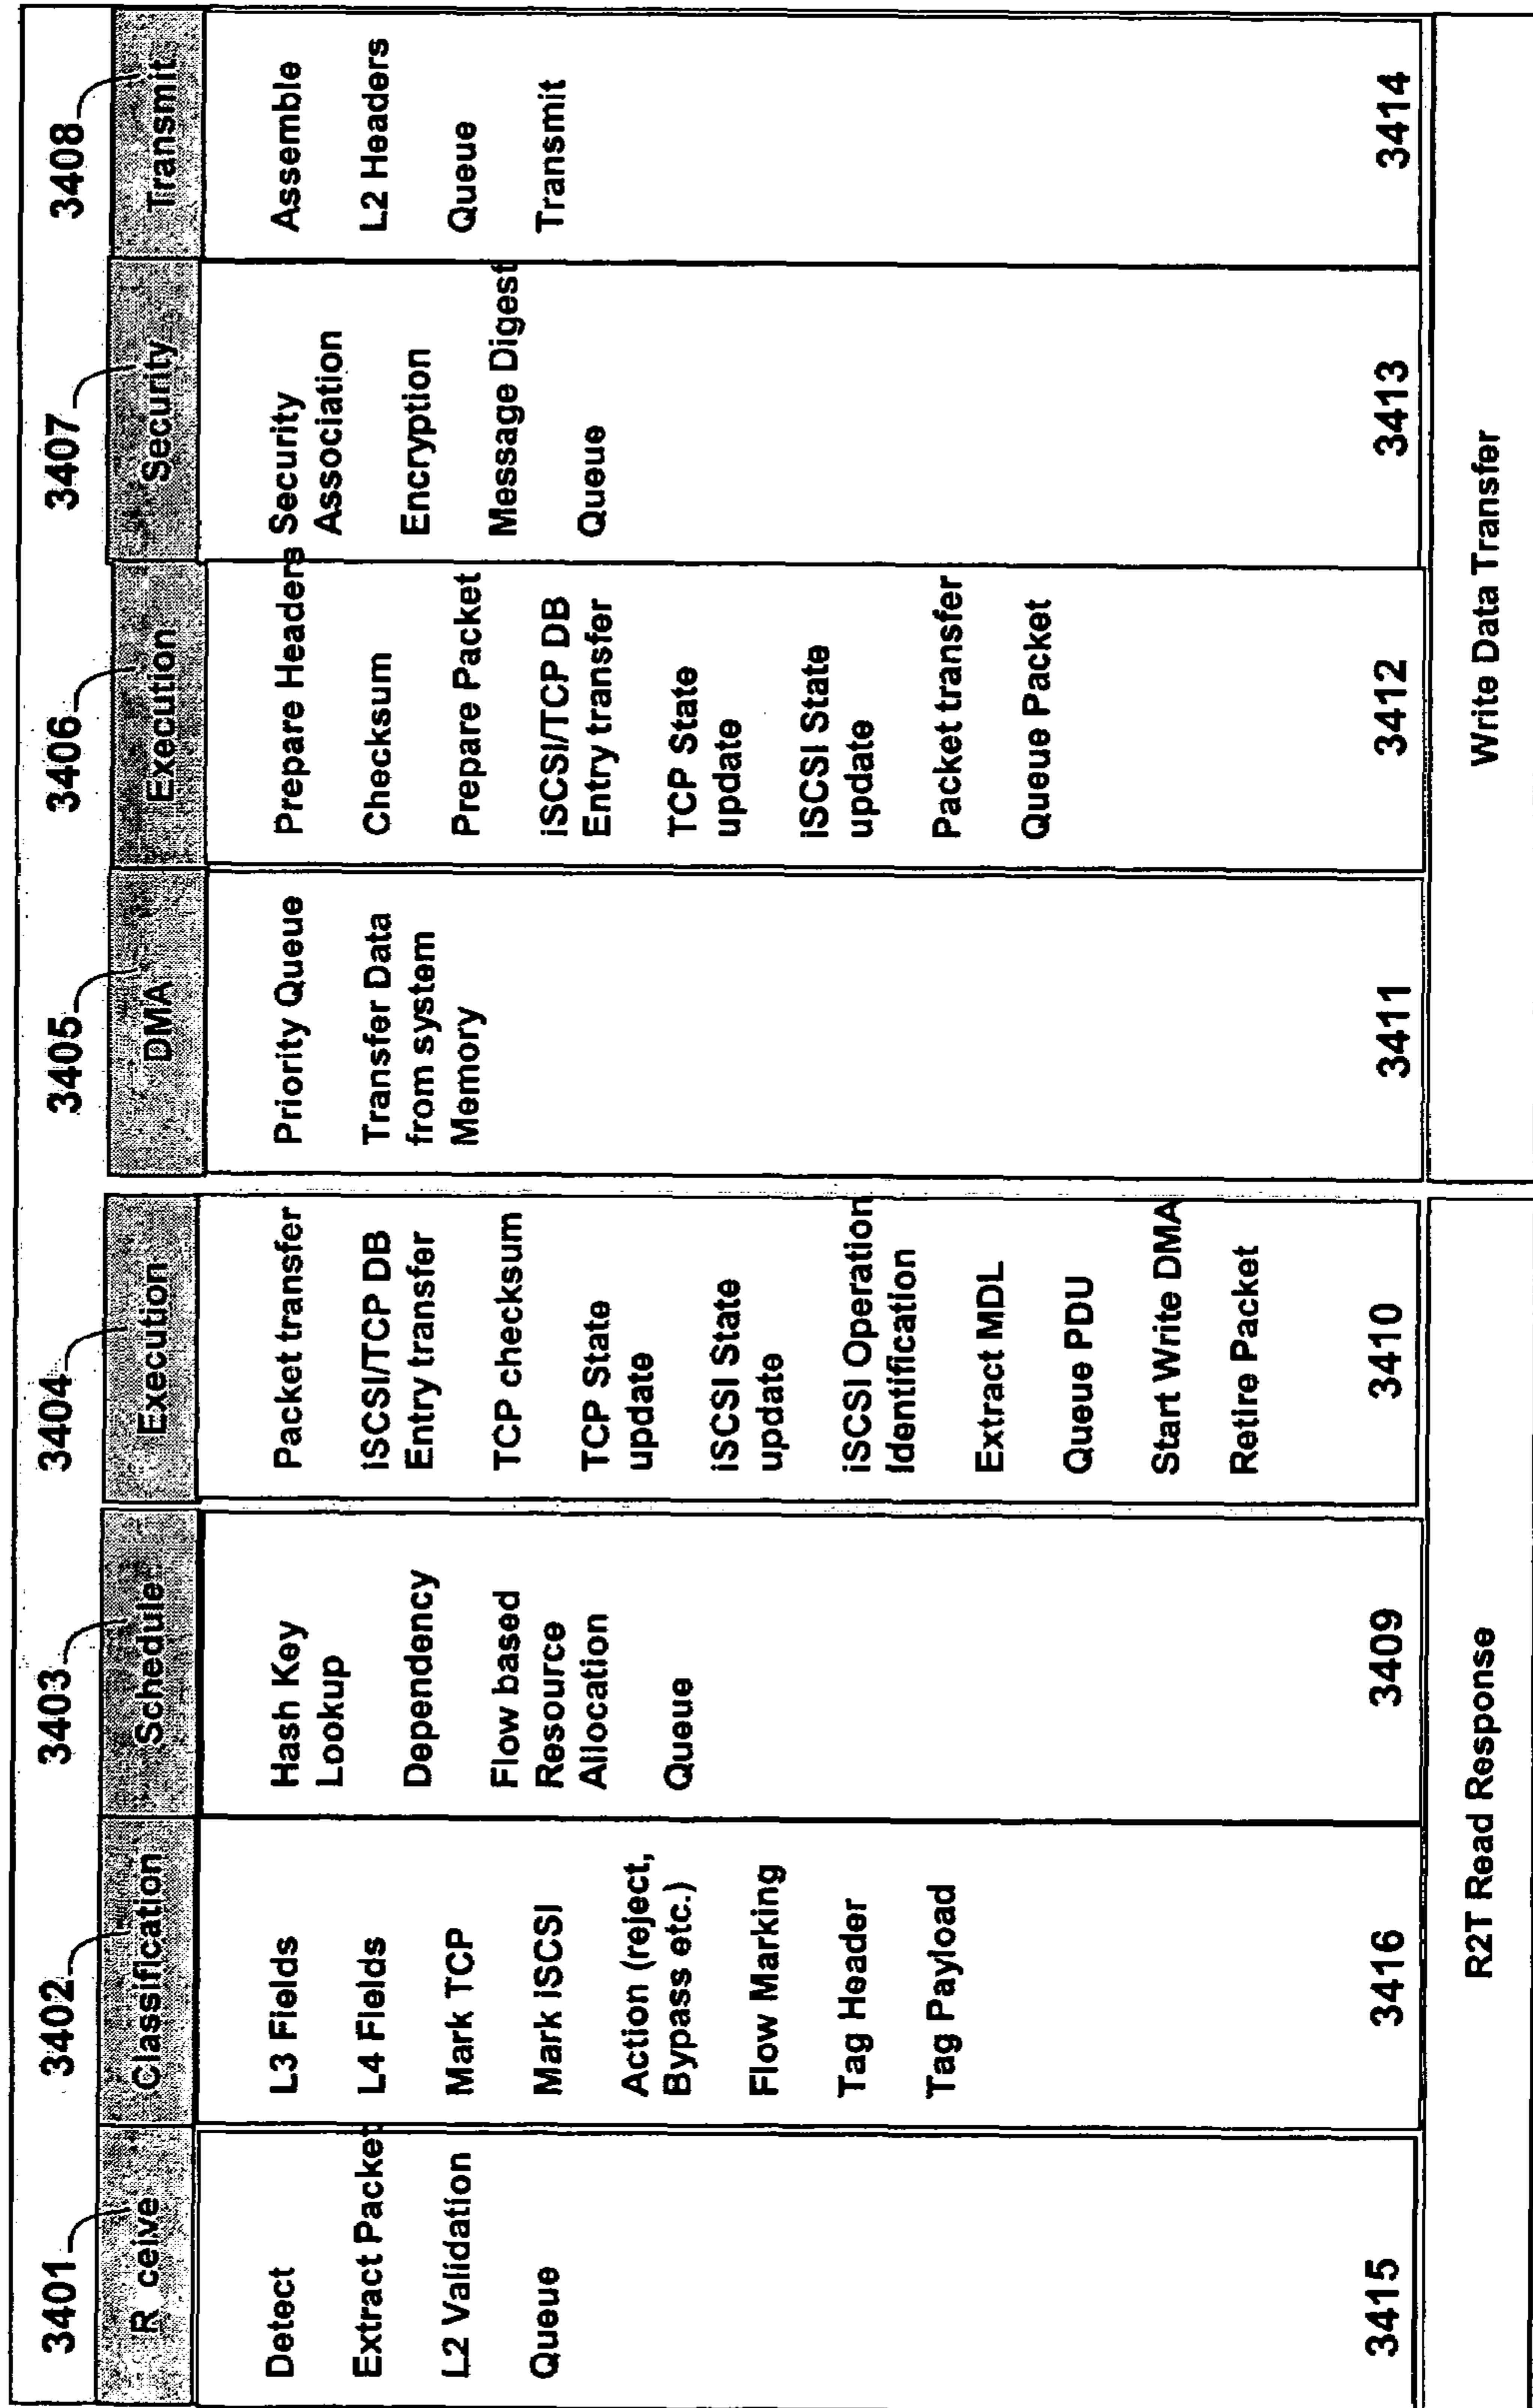 3401
R ceive
Detect
Extract Packet
L2 Validation
Queue
3415
3402
Classification
L3 Fields
L4 Fields
Mark TCP
Mark iSCSI
Action (reject,
Bypass etc.)
Flow Marking
Tag Header
Tag Payload
3416
3403
Schedule
Hash Key
Lookup
Dependency
Flow based
Resource
Allocation
Queue
3409
3404
Execution
Packet transfer
iSCSI/TCP DB
Entry transfer
TCP checksum
TCP State
update
iSCSI State
update
iSCSI Operation
Identification
Extract MDL
Queue PDU
Start Write DMA
Retire Packet
3410
R2T Read Response
3405
DMA
Priority Queue
Transfer Data
from system
Memory
3411
3406
Execution
Prepare Headers
Checksum
Prepare Packet
iSCSI/TCP DB
Entry transfer
TCP State
update
iSCSI State
update
Packet transfer
Queue Packet
3412
3407
Security
Security
Association
Encryption
Message Digest
Queue
3413
3408
Transmit
Assemble
L2 Headers
Queue
Transmit
3414
Write Data Transfer